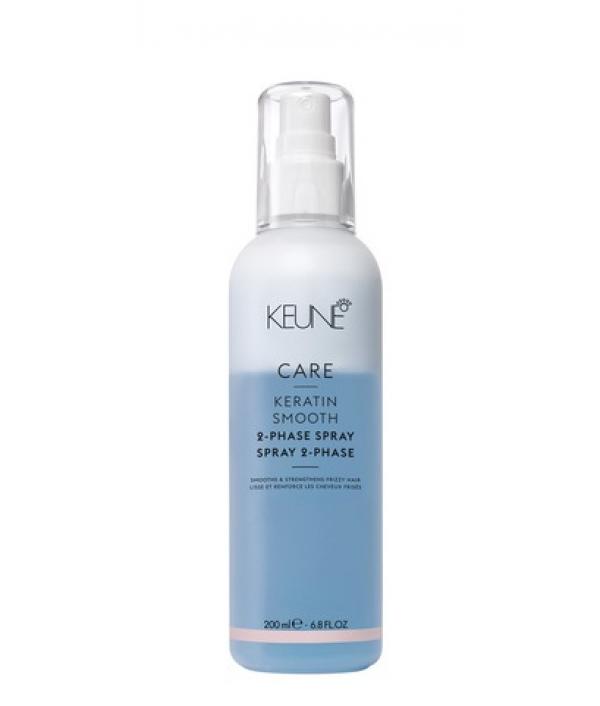 KEUNE
CARE
KERATIN
SMOOTH
2-PHASE SPRAY
SPRAY 2-PHASE
SMOOTHS & STRENGTHENS FRIZZY HAIR
LISSE ET RENFORCE LES CHEVEUX FRISÉS
200 ml℮ - 6.8 FL.OZ